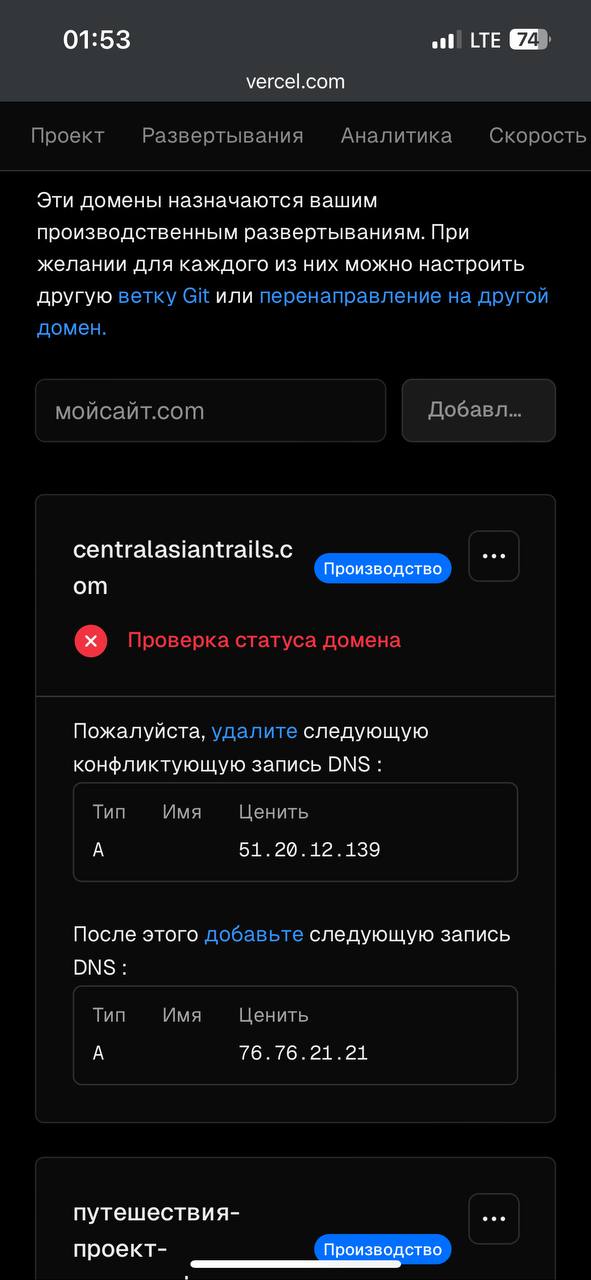 01:53
LTE 74
vercel.com
Проект Развертывания Аналитика Скорость
Эти домены назначаются вашим
производственным развертываниям. При
желании для каждого из них можно настроить
другую ветку Git или перенаправление на другой
домен.
мойсайт.com Добавл...
centralasiantrails.c
om
Производство
Проверка статуса домена
Пожалуйста, удалите следующую
конфликтующую запись DNS :
Тип Имя Ценить
A 51.20.12.139
После этого добавьте следующую запись
DNS :
Тип Имя Ценить
A 76.76.21.21
путешествия-
проект-
Производство